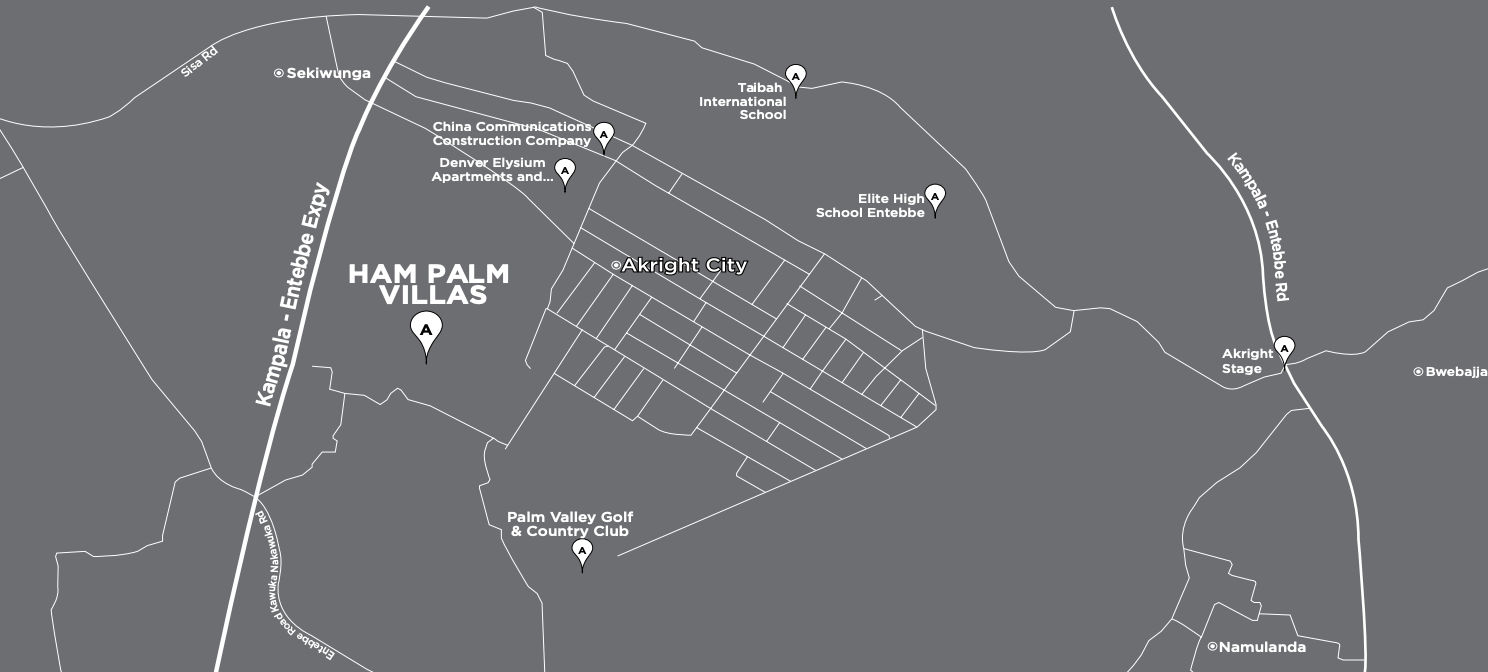 Sisa Rd
Sekiwunga
Taibah
International
School
China Communications
Construction Company
A
A
Denver Elysium
Apartments and...
A
Elite High
School Entebbe
A
Kampala - Entebbe Expy
Kampala - Entebbe Rd
Akright City
HAM PALM
VILLAS
A
Akright
Stage
A
Bwebajja
Palm Valley Golf
& Country Club
A
Entebbe Road Kawuka Nakawuka Rd
Namulanda